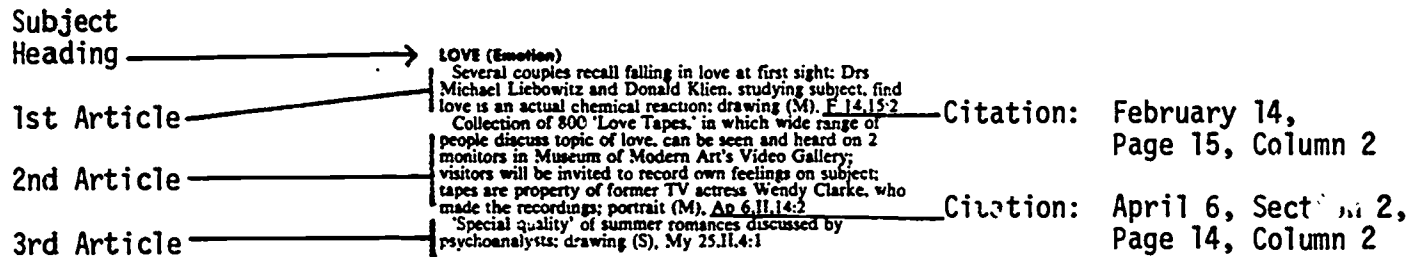 Subject
Heading
LOVE (Emotion)
Several couples recall falling in love at first sight; Drs
Michael Liebowitz and Donald Klien, studying subject, find
love is an actual chemical reaction; drawing (M), F 14,15:2
Collection of 800 'Love Tapes,' in which wide range of
people discuss topic of love, can be seen and heard on 2
monitors in Museum of Modern Art's Video Gallery;
visitors will be invited to record own feelings on subject;
tapes are property of former TV actress Wendy Clarke, who
made the recordings; portrait (M), Ap 6,II,14:2
'Special quality' of summer romances discussed by
psychoanalysts; drawing (S), My 25,II,4:1
1st Article
2nd Article
3rd Article
Citation: February 14,
Page 15, Column 2
Citation: April 6, 2,
Page 14, Column 2